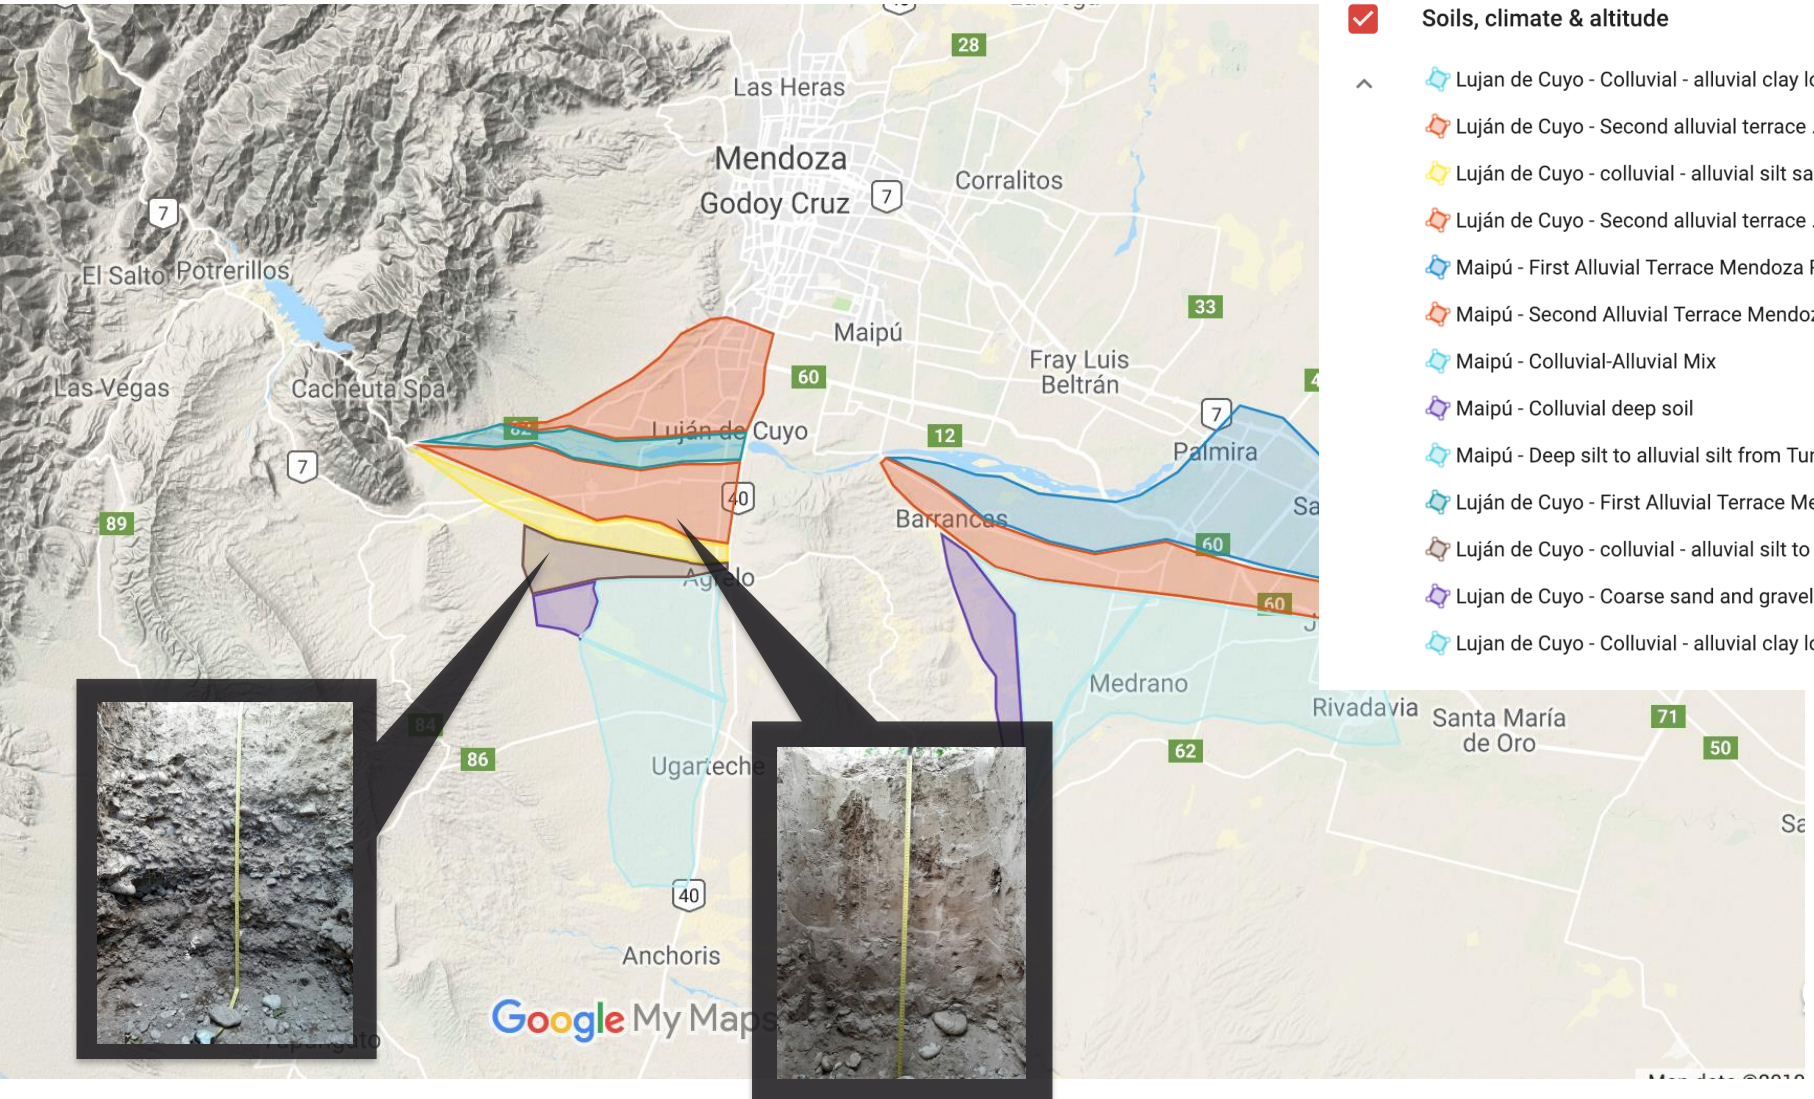 28
Las Heras
Mendoza
Godoy Cruz
7
Corralitos
7
El Salto
Potrerillos
33
Maipú
Fray Luis
Beltrán
60
Las Vegas
Cacheuta Spa
7
82
Luján de Cuyo
12
Palmira
7
40
89
Barrancas
60
Agrelo
60
Medrano
Rivadavia
Santa María
de Oro
71
50
62
84
86
Ugarteche
40
Anchoris
Google My Maps
Soils, climate & altitude
Lujan de Cuyo - Colluvial - alluvial clay lo
Luján de Cuyo - Second alluvial terrace .
Luján de Cuyo - colluvial - alluvial silt sa
Luján de Cuyo - Second alluvial terrace .
Maipú - First Alluvial Terrace Mendoza R
Maipú - Second Alluvial Terrace Mendoz
Maipú - Colluvial-Alluvial Mix
Maipú - Colluvial deep soil
Maipú - Deep silt to alluvial silt from Tun
Luján de Cuyo - First Alluvial Terrace Me
Luján de Cuyo - colluvial - alluvial silt to
Lujan de Cuyo - Coarse sand and gravel
Lujan de Cuyo - Colluvial - alluvial clay lo